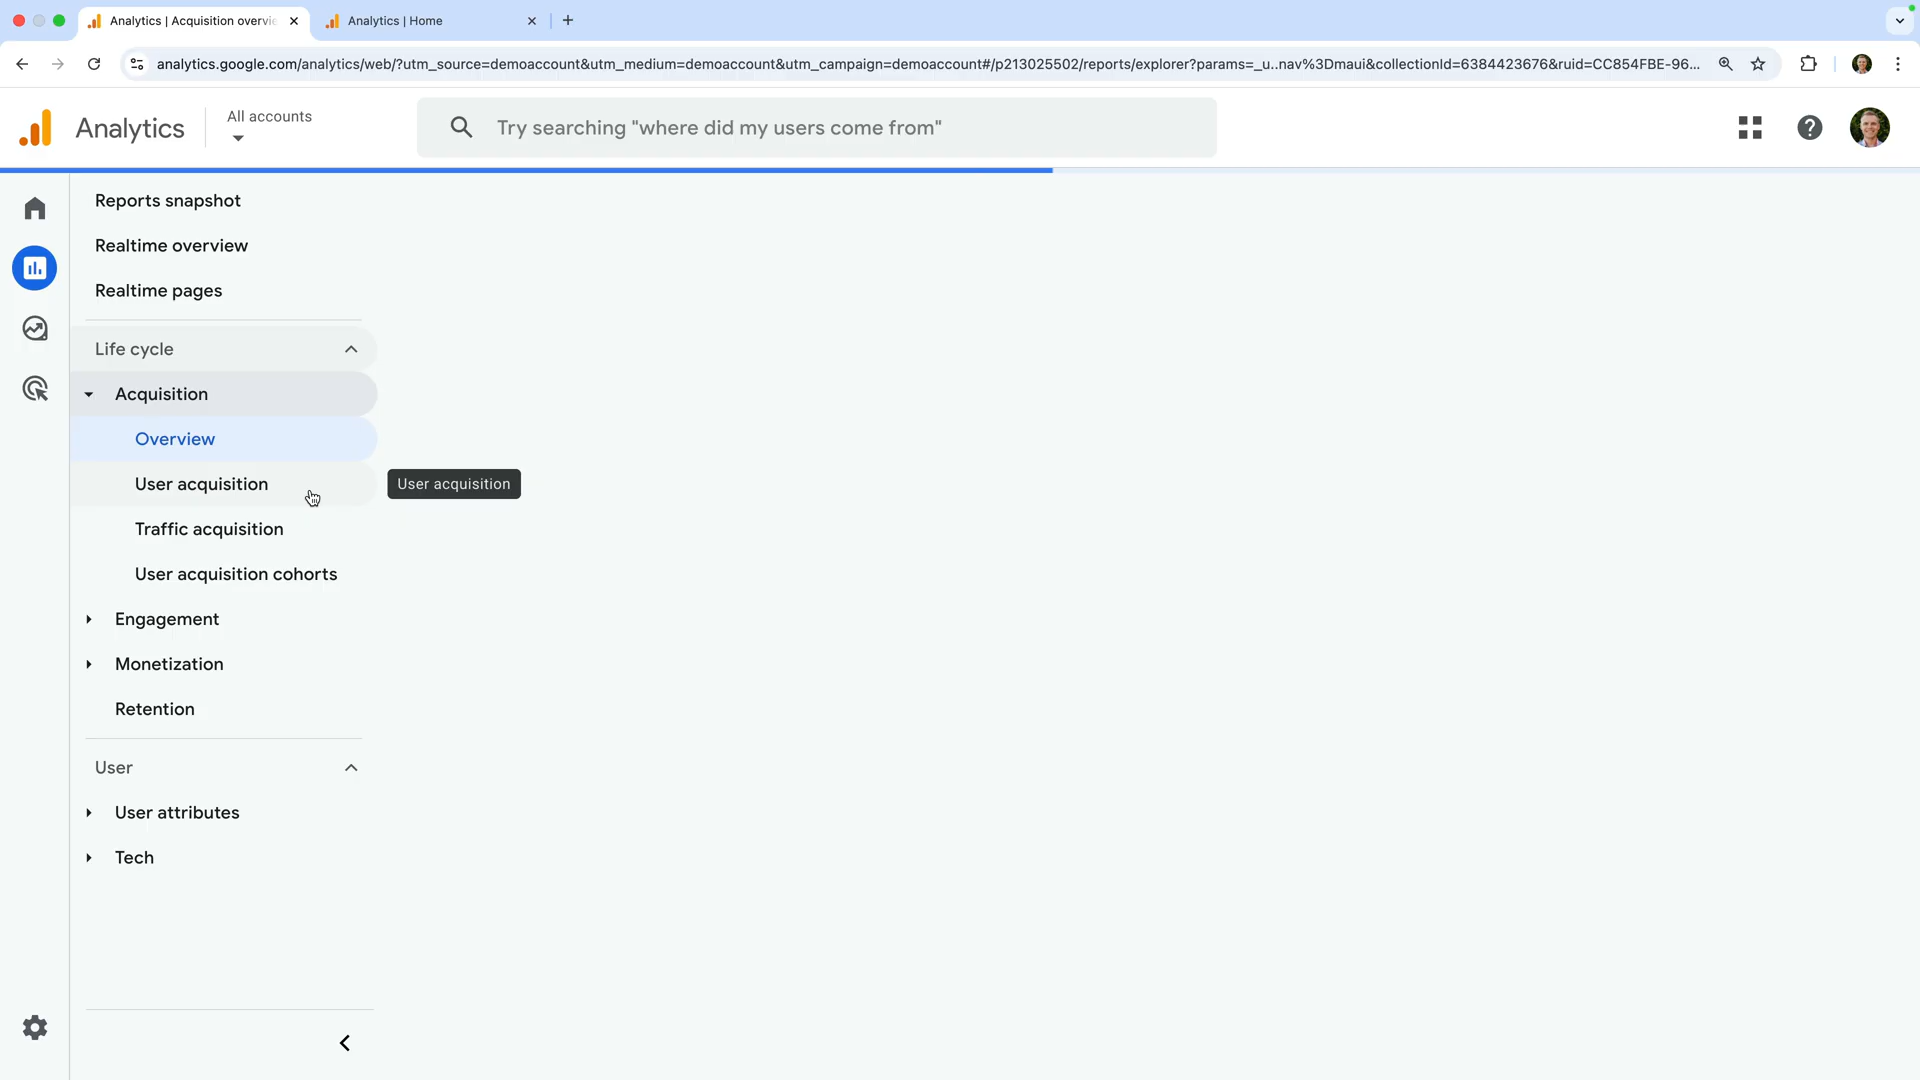 Analytics | Acquisition overvie
Analytics | Home
analytics.google.com/analytics/web/?utm_source=demoaccount&utm_medium=demoaccount&utm_campaign=demoaccount#/p213025502/reports/explorer?params=_u..nav%3Dmaui&collectionId=6384423676&ruid=CC854FBE-96...
Analytics
All accounts
Try searching "where did my users come from"
Reports snapshot
Realtime overview
Realtime pages
Life cycle
Acquisition
Overview
User acquisition
User acquisition
Traffic acquisition
User acquisition cohorts
Engagement
Monetization
Retention
User
User attributes
Tech